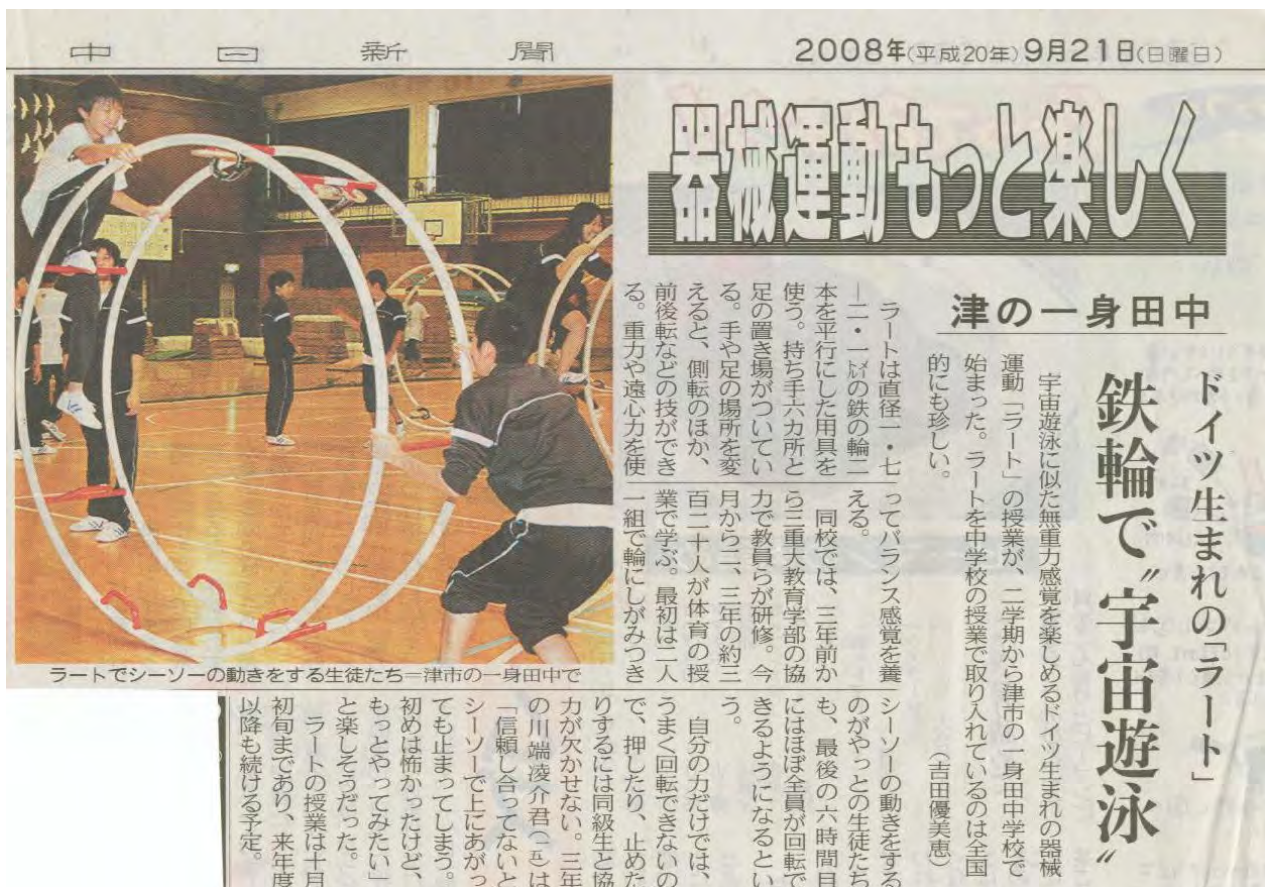 中日新聞
2008年(平成20年)9月21日(日曜日)
器械運動もっと楽しく
津の一身田中
ドイツ生まれのラート」
鉄輪で〝宇宙遊泳〟
宇宙遊泳に似た無重力感覚を楽しめるドイツ生まれの器械
運動「ラート」の授業が、二学期から津市の一身田中学校で
始まった。ラートを中学校の授業で取り入れているのは全国
的にも珍しい。
(吉田優美恵)
ラートは直径一・七
―二・一㍍の鉄の輪二
本を平行にした用具を
使う。持ち手六カ所と
足の置き場がついてい
る。手や足の場所を変
えると、側転のほか、
前後転などの技ができ
る。重力や遠心力を使
ってバランス感覚を養
える。
同校では、三年前か
ら三重大教育学部の協
力で教員らが研修。今
月から二、三年の約三
百二十人が体育の授
業で学ぶ。最初は二人
一組で輪にしがみつき
シーソーの動きをする
のがやっとの生徒たち
も、最後の六時間目
にはほぼ全員が回転で
きるようになるとい
う。
自分の力だけでは、
うまく回転できないの
で、押したり、止めた
りするには同級生と協
力が欠かせない。三年
の川端凌介君(一五)は
「信頼し合ってないと
シーソーで上にあがっ
ても止まってしまう。
初めは怖かったけど、
もっとやってみたい」
と楽しそうだった。
ラートの授業は十月
初旬まであり、来年度
以降も続ける予定。
ラートでシーソーの動きをする生徒たち=津市の一身田中で